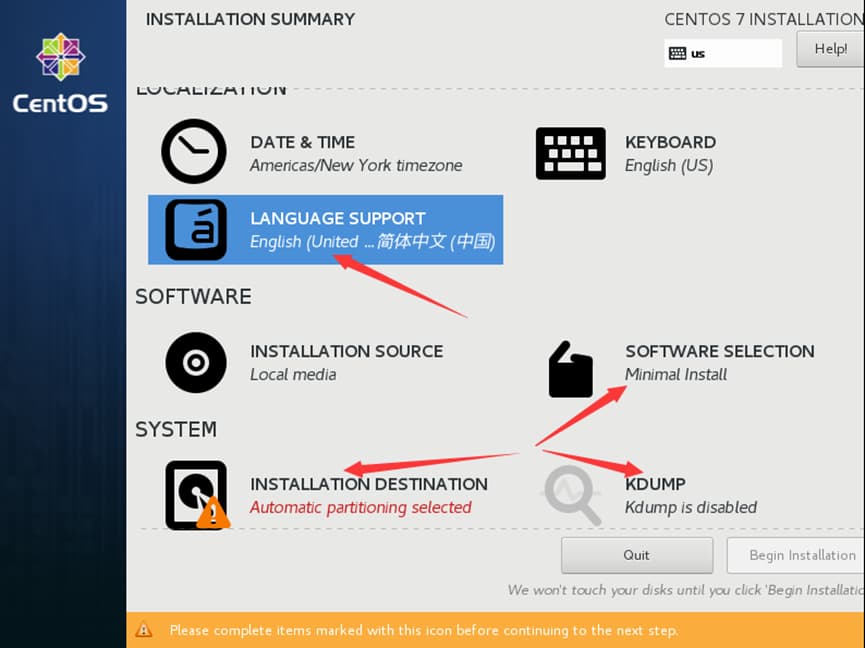 INSTALLATION SUMMARY
CENTOS 7 INSTALLATION
us
Help!
CentOS
LOCALIZATION
DATE & TIME
Americas/New York timezone
KEYBOARD
English (US)
á
LANGUAGE SUPPORT
English (United ...简体中文 (中国)
SOFTWARE
INSTALLATION SOURCE
Local media
SOFTWARE SELECTION
Minimal Install
SYSTEM
INSTALLATION DESTINATION
Automatic partitioning selected
KDUMP
Kdump is disabled
Quit
Begin Installation
We won't touch your disks until you click 'Begin Installatio
Please complete items marked with this icon before continuing to the next step.